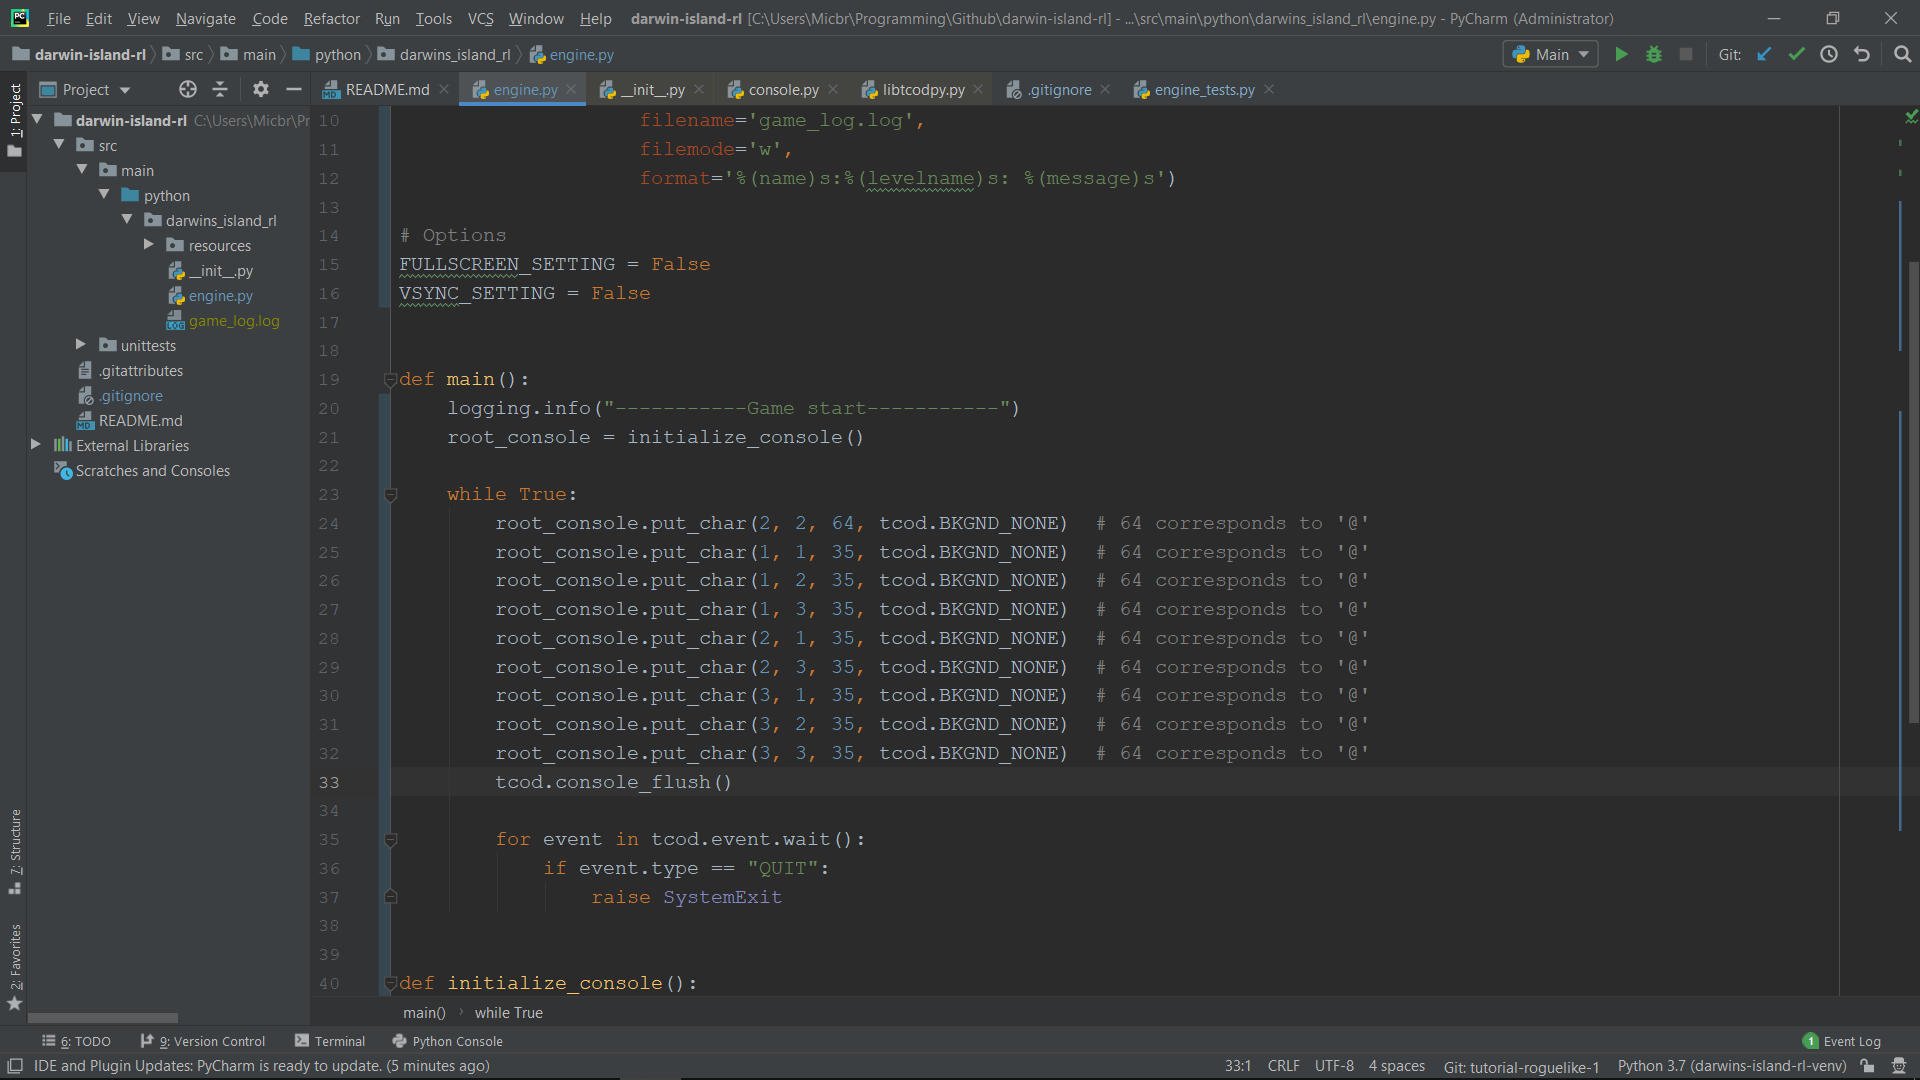 File Edit View Navigate Code Refactor Run Tools VCS Window Help darwin-island-rl [C:\Users\Micbr\Programming\Github\darwin-island-rl] - ...\src\main\python\darwins_island_rl\engine.py - PyCharm (Administrator)
darwin-island-rl src main python darwins_island_rl engine.py Main Git:
Project README.md engine.py __init__.py console.py libtcodpy.py .gitignore engine_tests.py
1: Project
darwin-island-rl C:\Users\Micbr\Pr
src
main
python
darwins_island_rl
resources
__init__.py
engine.py
game_log.log
unittests
.gitattributes
.gitignore
README.md
External Libraries
Scratches and Consoles
7: Structure
2: Favorites
10 filename='game_log.log',
11 filemode='w',
12 format='%(name)s:%(levelname)s: %(message)s')
13
14 # Options
15 FULLSCREEN_SETTING = False
16 VSYNC_SETTING = False
17
18
19 def main():
20 logging.info("-----------Game start-----------")
21 root_console = initialize_console()
22
23 while True:
24 root_console.put_char(2, 2, 64, tcod.BKGND_NONE)  # 64 corresponds to '@'
25 root_console.put_char(1, 1, 35, tcod.BKGND_NONE)  # 64 corresponds to '@'
26 root_console.put_char(1, 2, 35, tcod.BKGND_NONE)  # 64 corresponds to '@'
27 root_console.put_char(1, 3, 35, tcod.BKGND_NONE)  # 64 corresponds to '@'
28 root_console.put_char(2, 1, 35, tcod.BKGND_NONE)  # 64 corresponds to '@'
29 root_console.put_char(2, 3, 35, tcod.BKGND_NONE)  # 64 corresponds to '@'
30 root_console.put_char(3, 1, 35, tcod.BKGND_NONE)  # 64 corresponds to '@'
31 root_console.put_char(3, 2, 35, tcod.BKGND_NONE)  # 64 corresponds to '@'
32 root_console.put_char(3, 3, 35, tcod.BKGND_NONE)  # 64 corresponds to '@'
33 tcod.console_flush()
34
35 for event in tcod.event.wait():
36 if event.type == "QUIT":
37 raise SystemExit
38
39
40 def initialize_console():
main() › while True
6: TODO 9: Version Control Terminal Python Console 1 Event Log
IDE and Plugin Updates: PyCharm is ready to update. (5 minutes ago) 33:1 CRLF UTF-8 4 spaces Git: tutorial-roguelike-1 Python 3.7 (darwins-island-rl-venv)